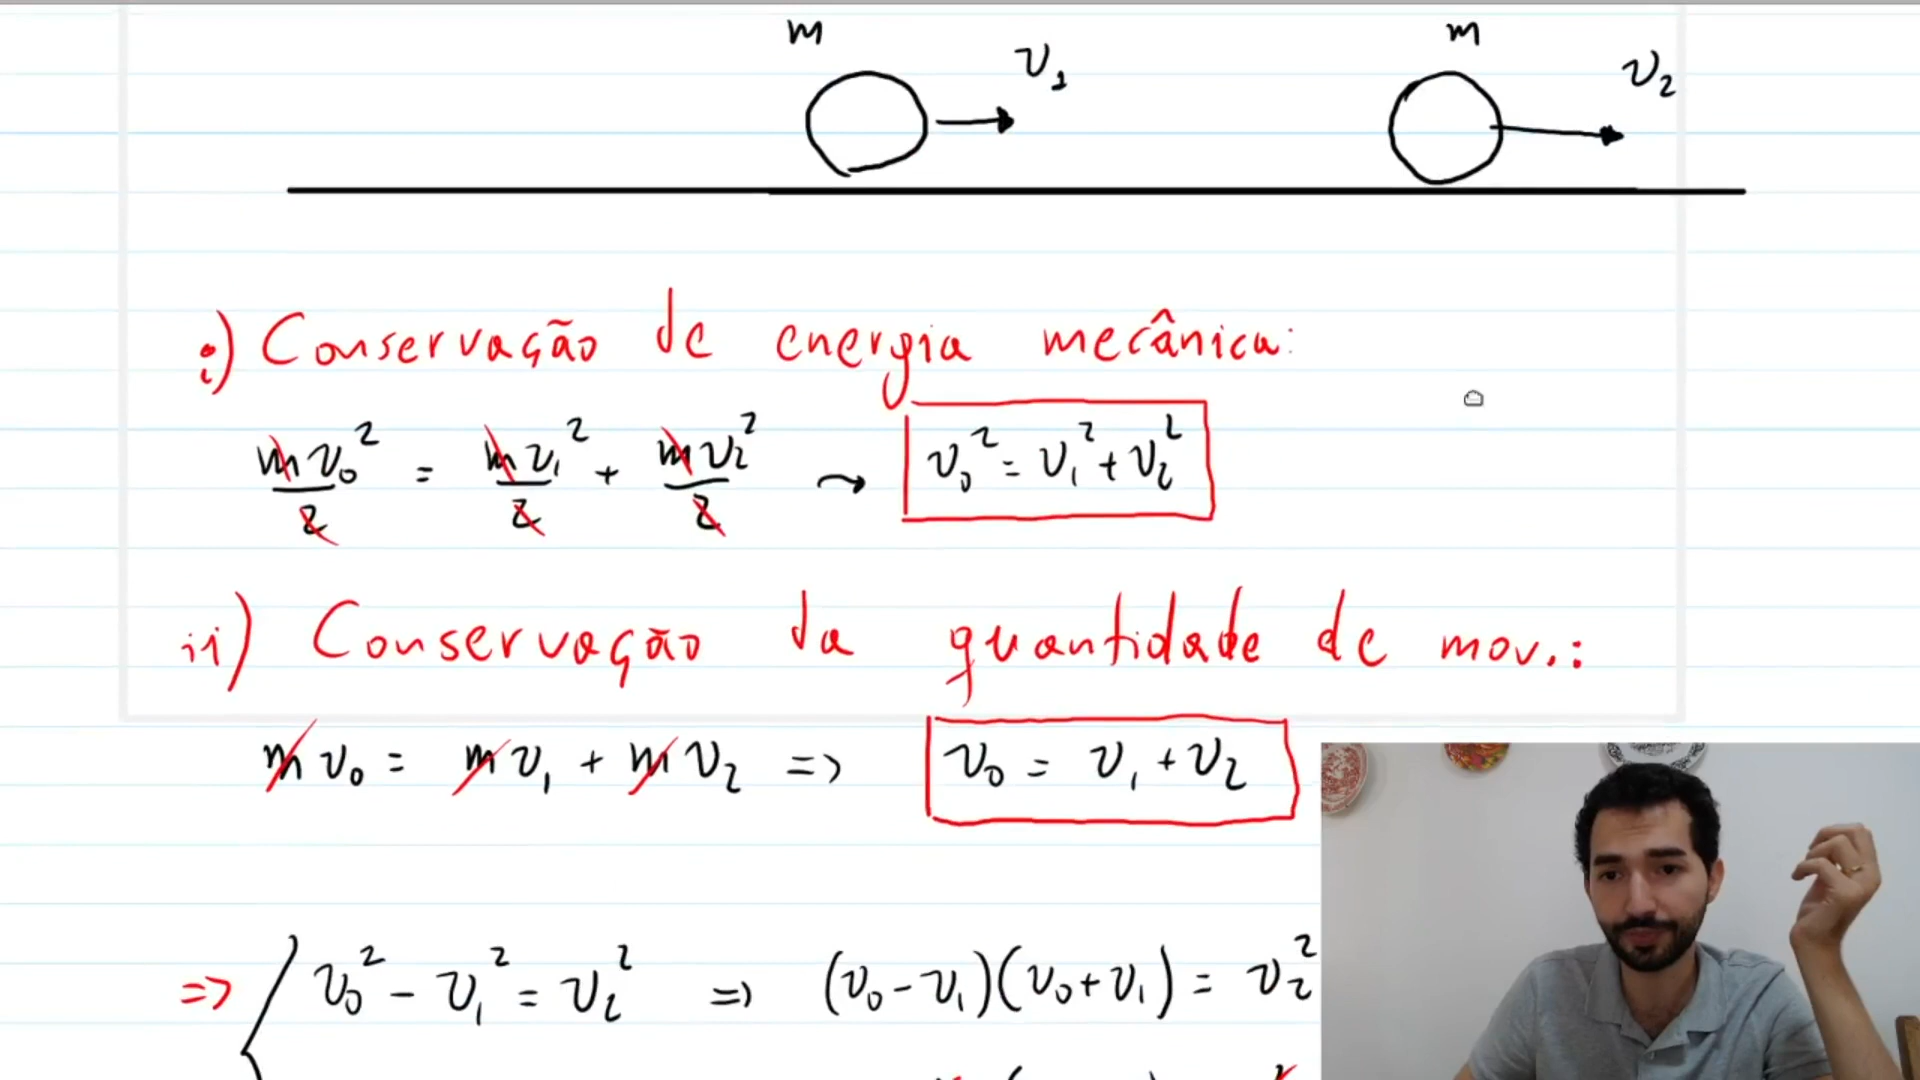 m m
v₁ v₂
i) Conservação de energia mecânica:
mv₀²/2 = mv₁²/2 + mv₂²/2 ⇝ v₀² = v₁² + v₂²
ii) Conservação da quantidade de mov.:
mv₀ = mv₁ + mv₂ => v₀ = v₁ + v₂
=> { v₀² - v₁² = v₂² => (v₀ - v₁)(v₀ + v₁) = v₂²